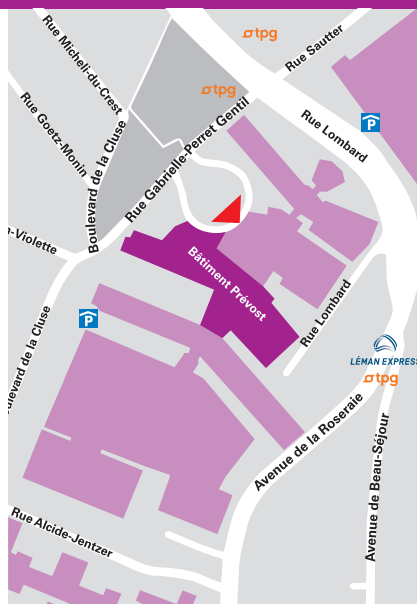 tpg
Rue Sautter
Rue Micheli-du-Crest
tpg
Rue Goetz-Monin
Rue Gabrielle-Perret Gentil
Rue Lombard
P
Boulevard de la Cluse
n-Violette
Bâtiment Prévost
Rue Lombard
P
ulevard de la Cluse
LÉMAN EXPRESS
tpg
Avenue de la Roseraie
Avenue de Beau-Séjour
Rue Alcide-Jentzer